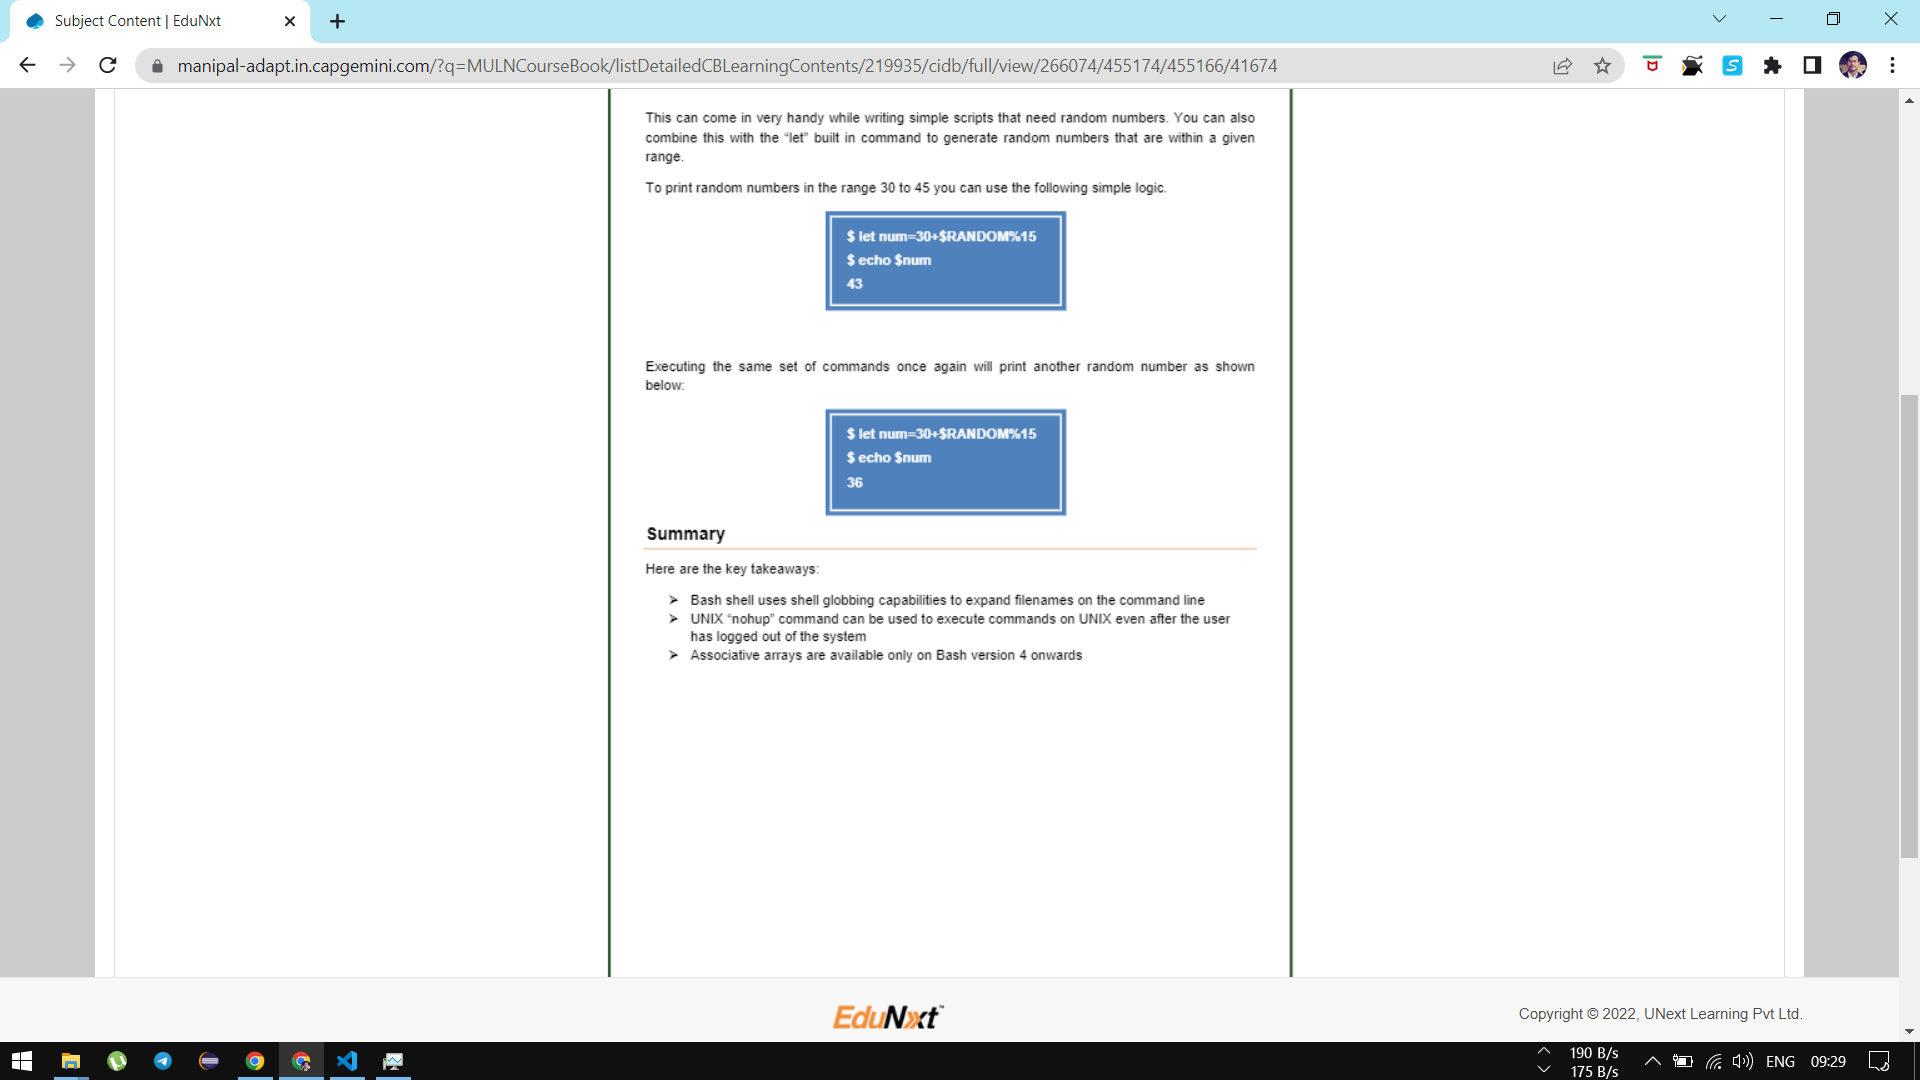 Subject Content | EduNxt
manipal-adapt.in.capgemini.com/?q=MULNCourseBook/listDetailedCBLearningContents/219935/cidb/full/view/266074/455174/455166/41674
This can come in very handy while writing simple scripts that need random numbers. You can also
combine this with the “let” built in command to generate random numbers that are within a given
range.
To print random numbers in the range 30 to 45 you can use the following simple logic.
$ let num=30+$RANDOM%15
$ echo $num
43
Executing the same set of commands once again will print another random number as shown
below:
$ let num=30+$RANDOM%15
$ echo $num
36
Summary
Here are the key takeaways:
➢ Bash shell uses shell globbing capabilities to expand filenames on the command line
➢ UNIX “nohup” command can be used to execute commands on UNIX even after the user
has logged out of the system
➢ Associative arrays are available only on Bash version 4 onwards
EduNxt™
Copyright © 2022, UNext Learning Pvt Ltd.
190 B/s
175 B/s
ENG
09:29